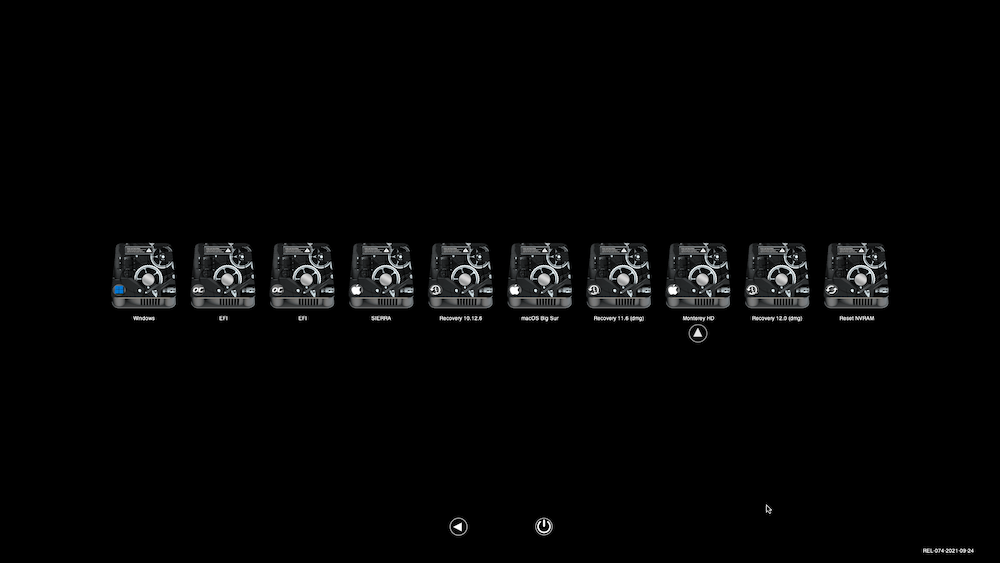 Windows
EFI
EFI
SIERRA
Recovery 10.12.6
macOS Big Sur
Recovery 11.6 (dmg)
Monterey HD
Recovery 12.0 (dmg)
Reset NVRAM
REL-074-2021-09-24